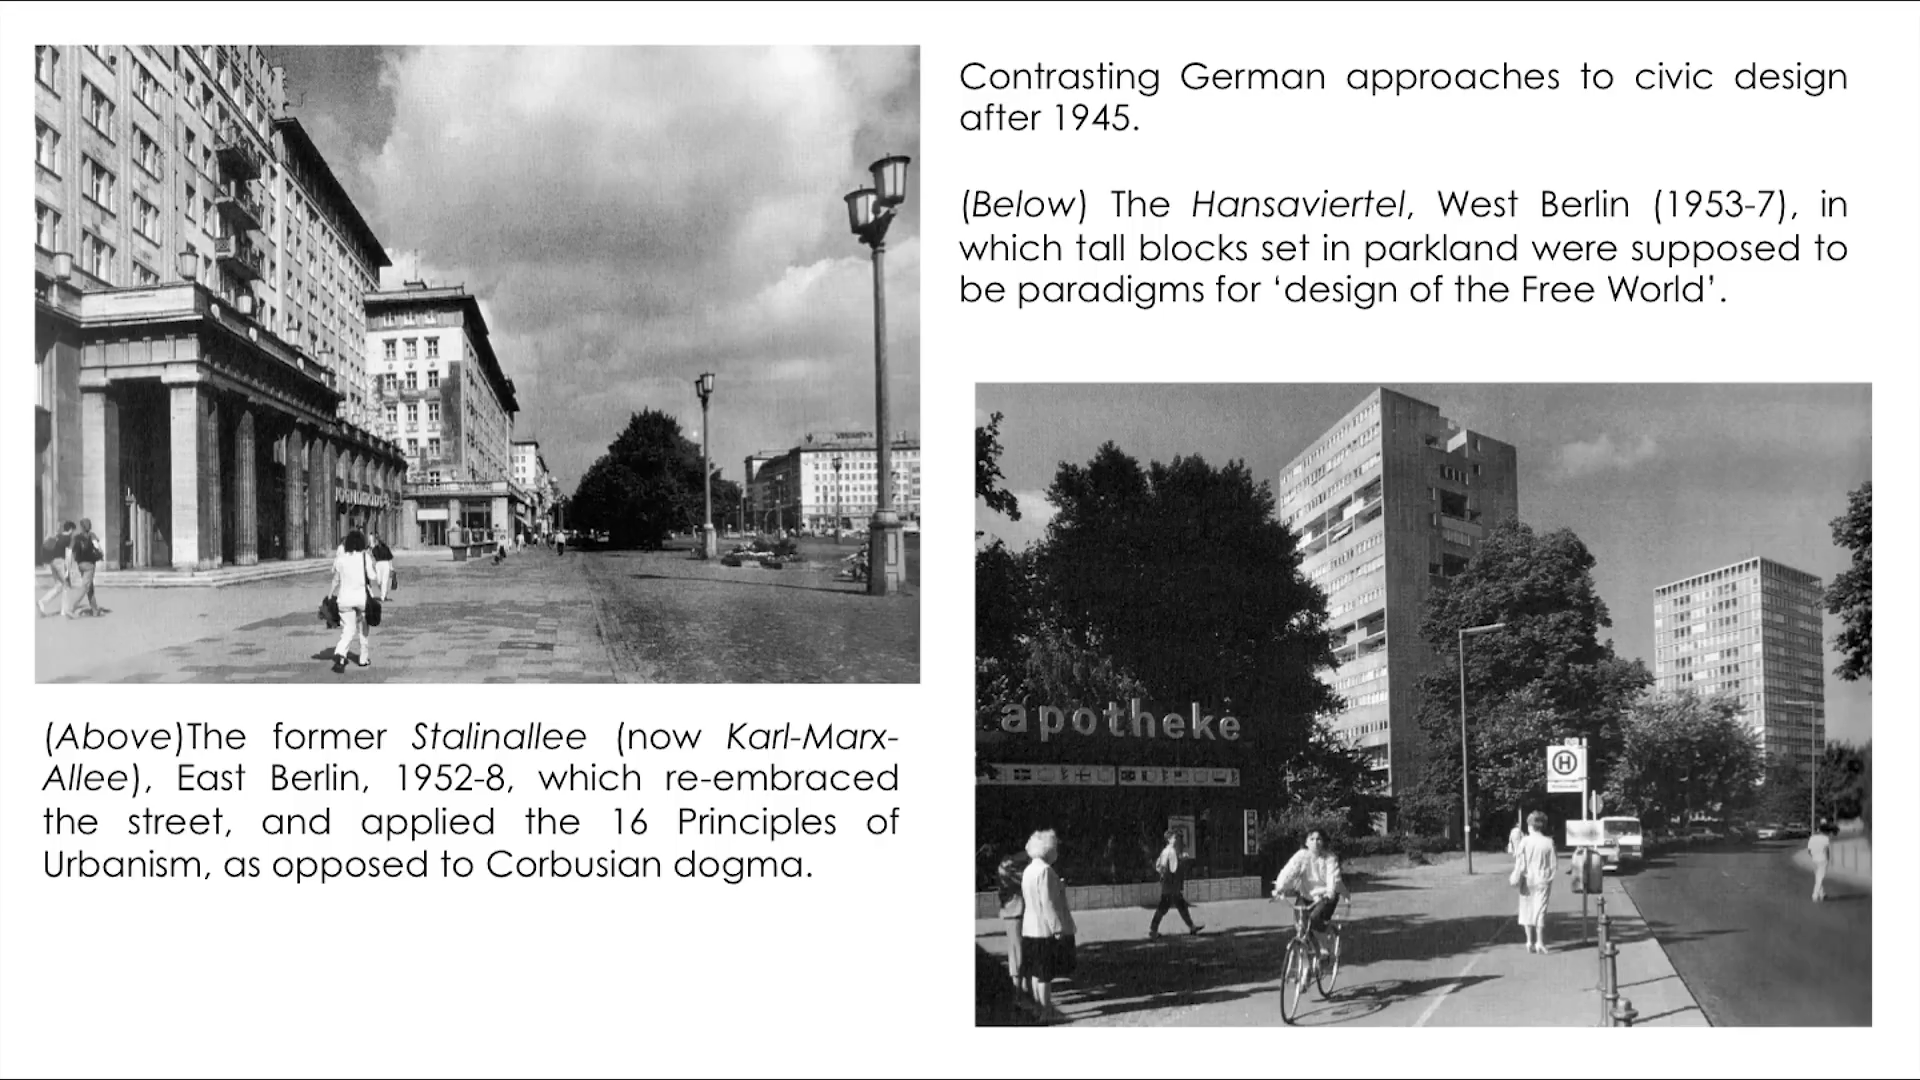 Contrasting German approaches to civic design
after 1945.
(Below) The Hansaviertel, West Berlin (1953-7), in
which tall blocks set in parkland were supposed to
be paradigms for ‘design of the Free World’.
(Above)The former Stalinallee (now Karl-Marx-
Allee), East Berlin, 1952-8, which re-embraced
the street, and applied the 16 Principles of
Urbanism, as opposed to Corbusian dogma.
apotheke
H